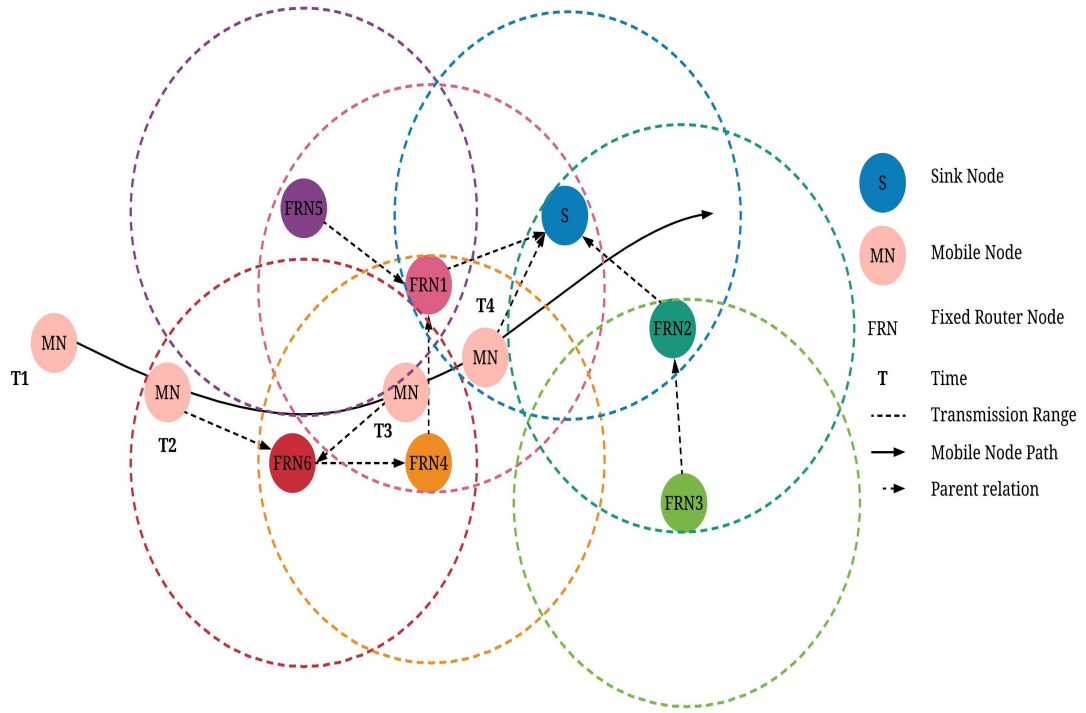 FRN5
S
FRN1
T4
MN
FRN2
MN
T1
MN
MN
T2
T3
FRN6
FRN4
FRN3
S Sink Node
MN Mobile Node
FRN Fixed Router Node
T Time
Transmission Range
Mobile Node Path
Parent relation